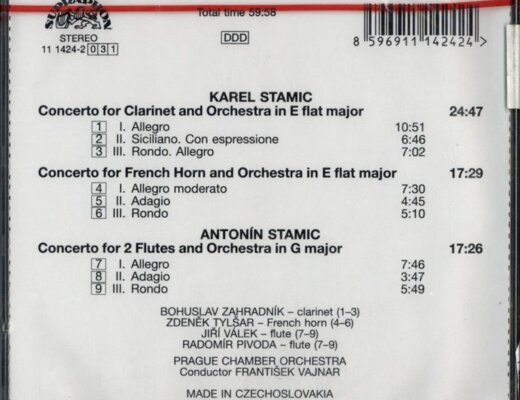 SUPRAPHON
Total time 59:58
STEREO
11 1424-2 031
DDD
8 596911 142424
KAREL STAMIC
Concerto for Clarinet and Orchestra in E flat major 24:47
1 I. Allegro 10:51
2 II. Siciliano. Con espressione 6:46
3 III. Rondo. Allegro 7:02
Concerto for French Horn and Orchestra in E flat major 17:29
4 I. Allegro moderato 7:30
5 II. Adagio 4:45
6 III. Rondo 5:10
ANTONÍN STAMIC
Concerto for 2 Flutes and Orchestra in G major 17:26
7 I. Allegro 7:46
8 II. Adagio 3:47
9 III. Rondo 5:49
BOHUSLAV ZAHRADNÍK – clarinet (1–3)
ZDENĚK TYLŠAR – French horn (4–6)
JIŘÍ VÁLEK – flute (7–9)
RADOMÍR PIVODA – flute (7–9)
PRAGUE CHAMBER ORCHESTRA
Conductor FRANTIŠEK VAJNAR
MADE IN CZECHOSLOVAKIA